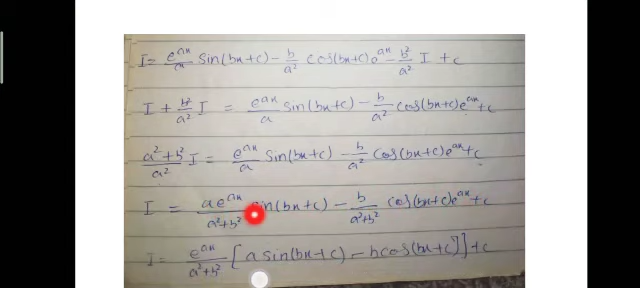 I = e^{ax}/a sin(bx+c) - b/a² cos(bx+c)e^{ax} - b²/a² I + c
I + b²/a² I = e^{ax}/a sin(bx+c) - b/a² cos(bx+c)e^{ax} + c
a²+b²/a² I = e^{ax}/a sin(bx+c) - b/a² cos(bx+c)e^{ax} + c
I = ae^{ax}/a²+b² sin(bx+c) - b/a²+b² cos(bx+c)e^{ax} + c
I = e^{ax}/a²+b² [a sin(bx+c) - b cos(bx+c)] + c